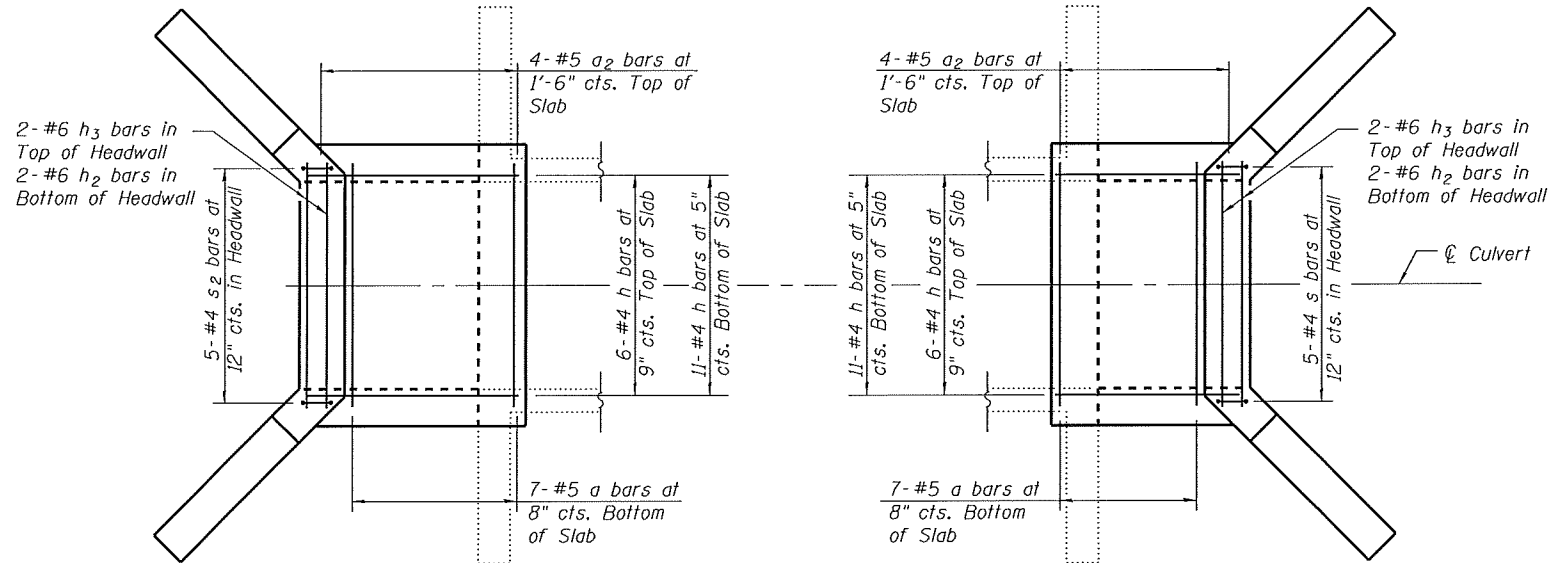 4-#5 a2 bars at
1'-6" cts. Top of
Slab
4-#5 a2 bars at
1'-6" cts. Top of
Slab
2-#6 h3 bars in
Top of Headwall
2-#6 h2 bars in
Bottom of Headwall
2-#6 h3 bars in
Top of Headwall
2-#6 h2 bars in
Bottom of Headwall
5-#4 s2 bars at
12" cts. in Headwall
6-#4 h bars at
9" cts. Top of Slab
11-#4 h bars at 5"
cts. Bottom of Slab
11-#4 h bars at 5"
cts. Bottom of Slab
6-#4 h bars at
9" cts. Top of Slab
5-#4 s bars at
12" cts. in Headwall
℄ Culvert
7-#5 a bars at
8" cts. Bottom
of Slab
7-#5 a bars at
8" cts. Bottom
of Slab